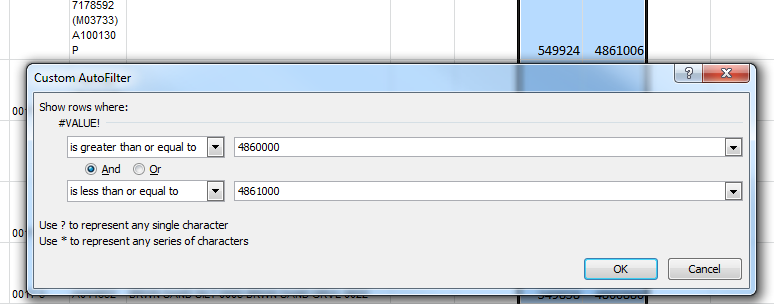 7178592
(M03733)
A100130
P
549924 4861006
Custom AutoFilter
Show rows where:
#VALUE!
is greater than or equal to 4860000
And Or
is less than or equal to 4861000
Use ? to represent any single character
Use * to represent any series of characters
OK Cancel